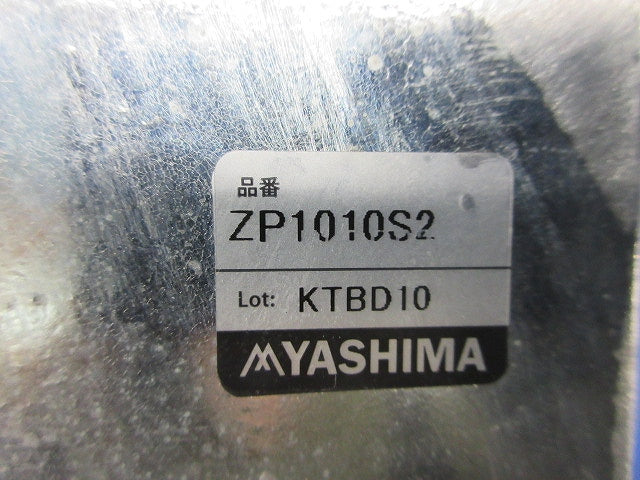 品番
ZP1010S2
Lot: KTBD10
YASHIMA